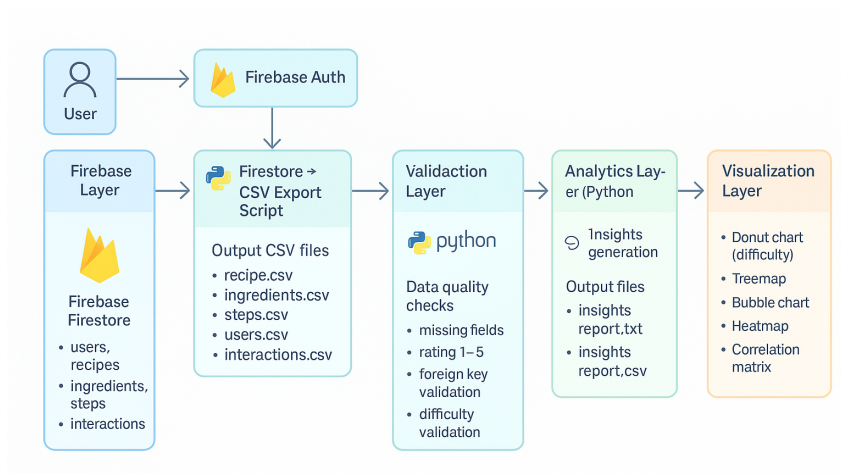 User
Firebase Auth
Firebase
Layer
Firebase
Firestore
• users,
recipes
• ingredients,
steps
• interactions
Firestore →
CSV Export
Script
Output CSV files
• recipe.csv
• ingredients.csv
• steps.csv
• users.csv
• interactions.csv
Validaction
Layer
python
Data quality
checks
• missing fields
• rating 1–5
• foreign key
validation
• difficulty
validation
Analytics Lay-
er (Python
1nsights
generation
Output files
• insights
report,txt
• insights
report,csv
Visualization
Layer
• Donut chart
(difficulty)
• Treemap
• Bubble chart
• Heatmap
• Correlation
matrix